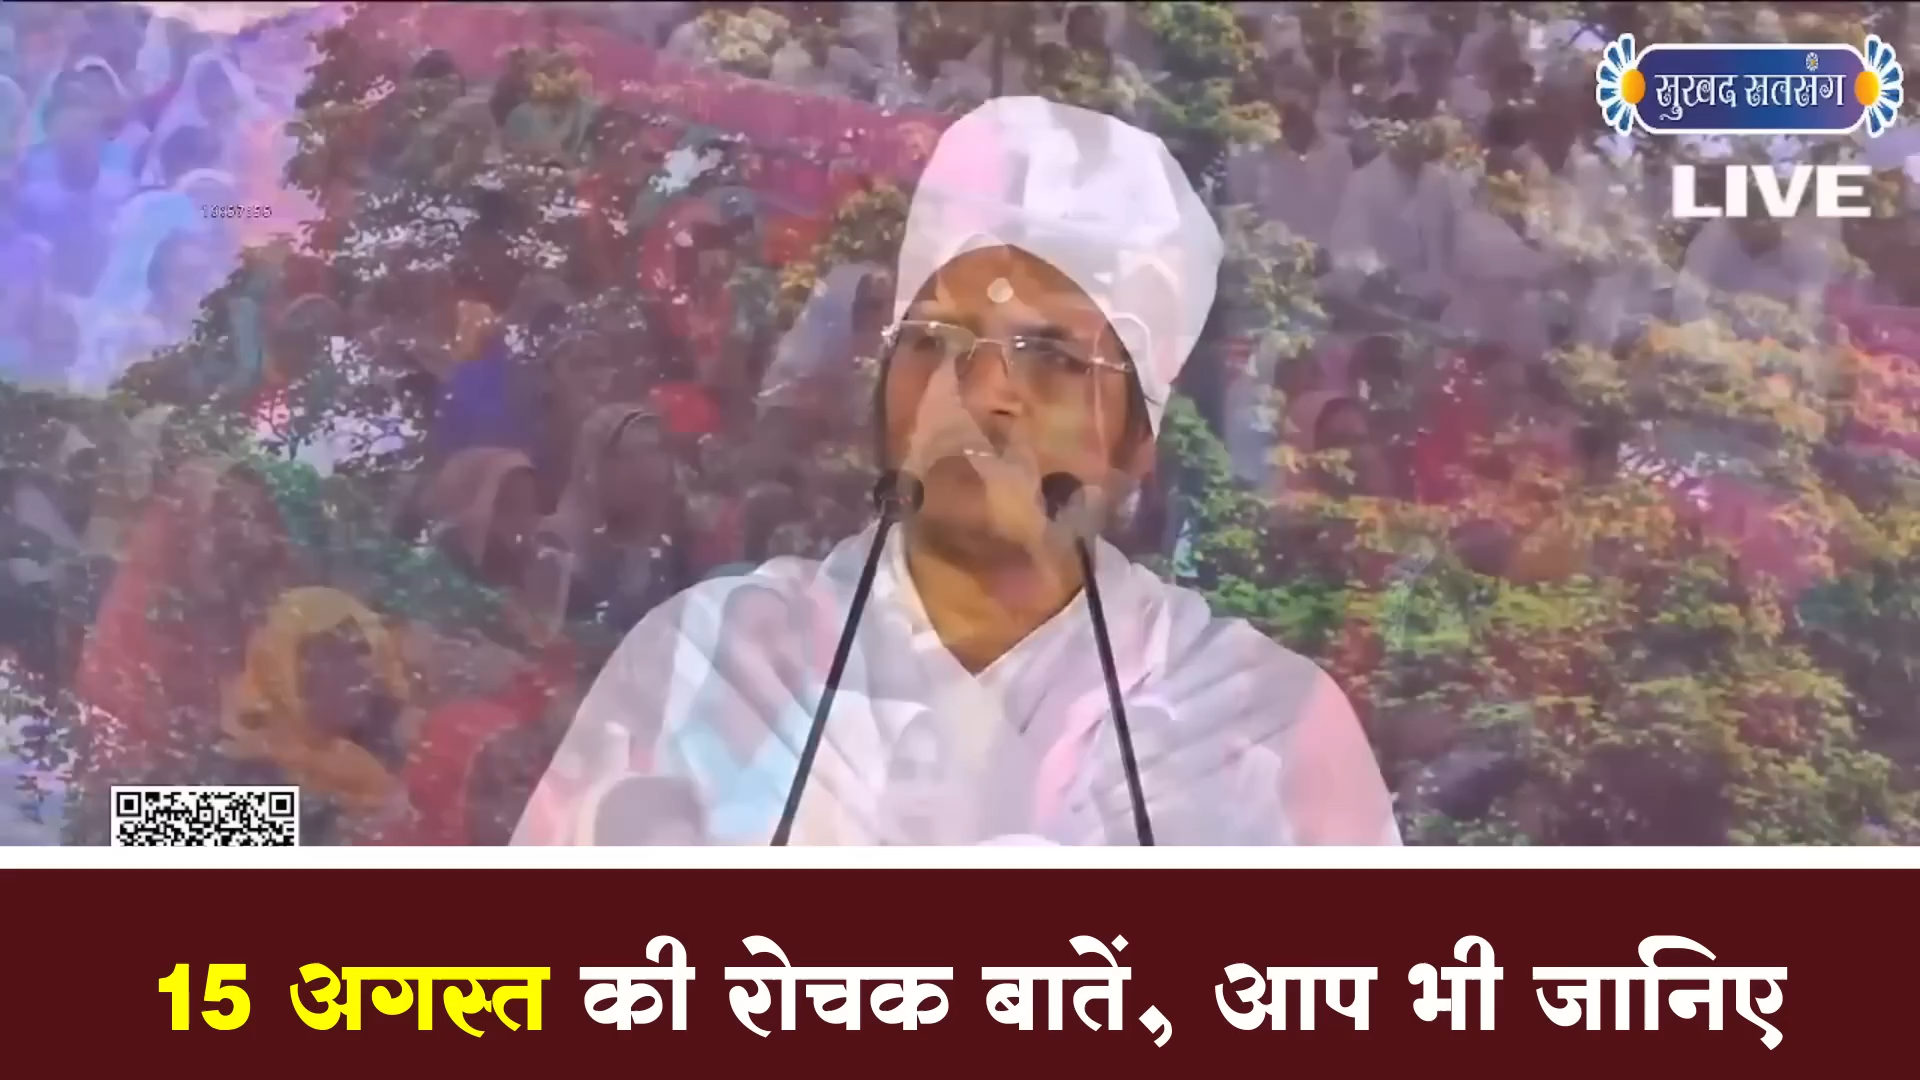 सुखद सतसंग
LIVE
15 अगस्त की रोचक बातें, आप भी जानिए